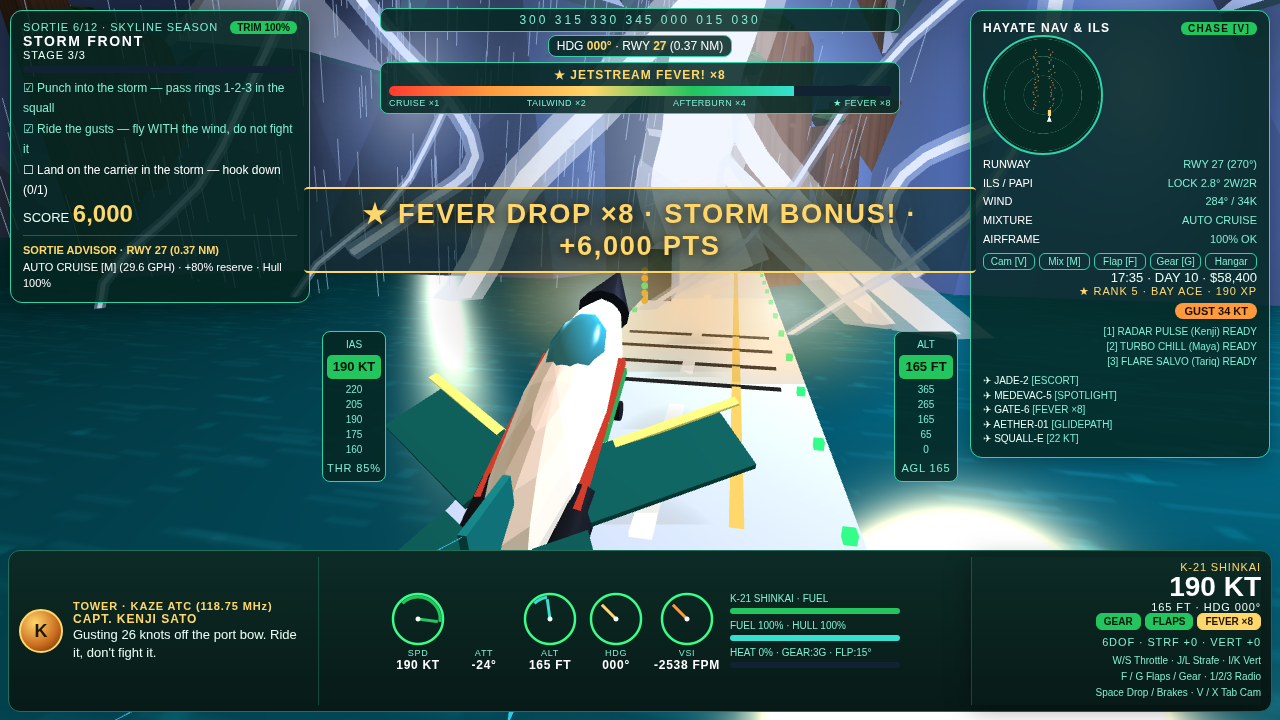 SORTIE 6/12 · SKYLINE SEASON TRIM 100%
STORM FRONT
STAGE 3/3
☑ Punch into the storm — pass rings 1-2-3 in the
squall
☑ Ride the gusts — fly WITH the wind, do not fight
it
☐ Land on the carrier in the storm — hook down
(0/1)
SCORE 6,000
SORTIE ADVISOR · RWY 27 (0.37 NM)
AUTO CRUISE [M] (29.6 GPH) · +80% reserve · Hull
100%
300 315 330 345 000 015 030
HDG 000° · RWY 27 (0.37 NM)
★ JETSTREAM FEVER! ×8
CRUISE ×1 TAILWIND ×2 AFTERBURN ×4 ★ FEVER ×8
★ FEVER DROP ×8 · STORM BONUS! ·
+6,000 PTS
IAS
190 KT
220
205
190
175
160
THR 85%
ALT
165 FT
365
265
165
65
0
AGL 165
HAYATE NAV & ILS CHASE [V]
RUNWAY RWY 27 (270°)
ILS / PAPI LOCK 2.8° 2W/2R
WIND 284° / 34K
MIXTURE AUTO CRUISE
AIRFRAME 100% OK
Cam [V] Mix [M] Flap [F] Gear [G] Hangar
17:35 · DAY 10 · $58,400
★ RANK 5 · BAY ACE · 190 XP
GUST 34 KT
[1] RADAR PULSE (Kenji) READY
[2] TURBO CHILL (Maya) READY
[3] FLARE SALVO (Tariq) READY
✈ JADE-2 [ESCORT]
✈ MEDEVAC-5 [SPOTLIGHT]
✈ GATE-6 [FEVER ×8]
✈ AETHER-01 [GLIDEPATH]
✈ SQUALL-E [22 KT]
K
TOWER · KAZE ATC (118.75 MHz)
CAPT. KENJI SATO
Gusting 26 knots off the port bow. Ride
it, don't fight it.
SPD ATT ALT HDG VSI
190 KT -24° 165 FT 000° -2538 FPM
K-21 SHINKAI · FUEL
FUEL 100% · HULL 100%
HEAT 0% · GEAR:3G · FLP:15°
K-21 SHINKAI
190 KT
165 FT · HDG 000°
GEAR FLAPS FEVER ×8
6DOF · STRF +0 · VERT +0
W/S Throttle · J/L Strafe · I/K Vert
F / G Flaps / Gear · 1/2/3 Radio
Space Drop / Brakes · V / X Tab Cam